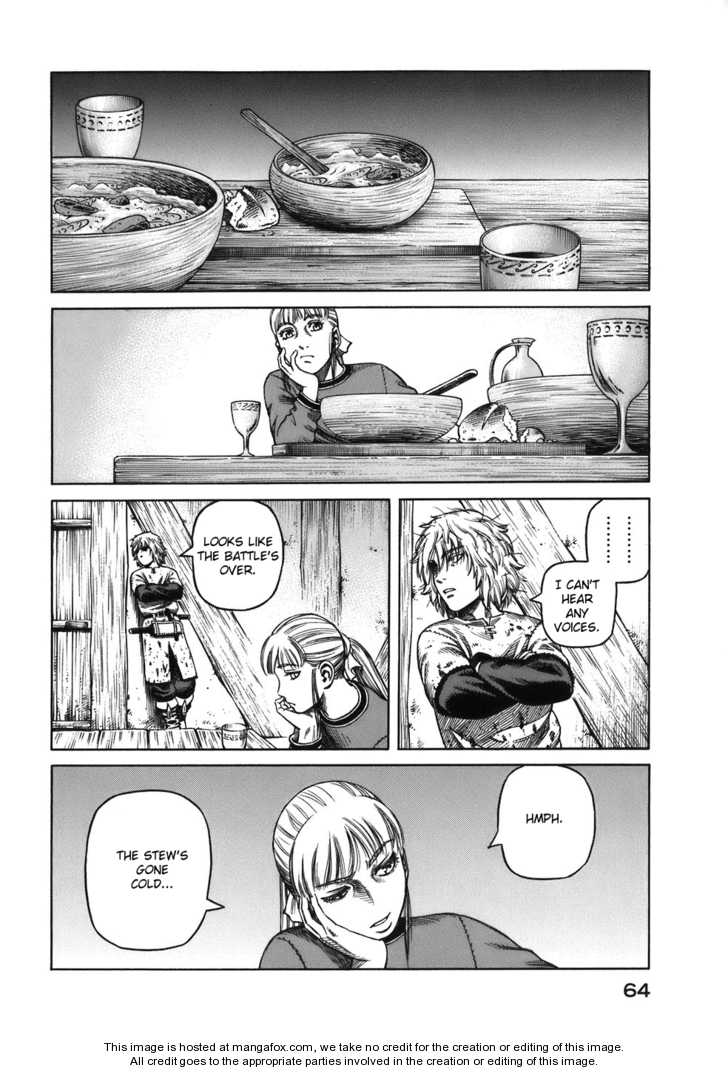 LOOKS LIKE
THE BATTLE'S
OVER.
.......
.......
I CAN'T
HEAR
ANY
VOICES.
HMPH.
THE STEW'S
GONE
COLD...
64
This image is hosted at mangafox.com, we take no credit for the creation or editing of this image.
All credit goes to the appropriate parties involved in the creation or editing of this image.